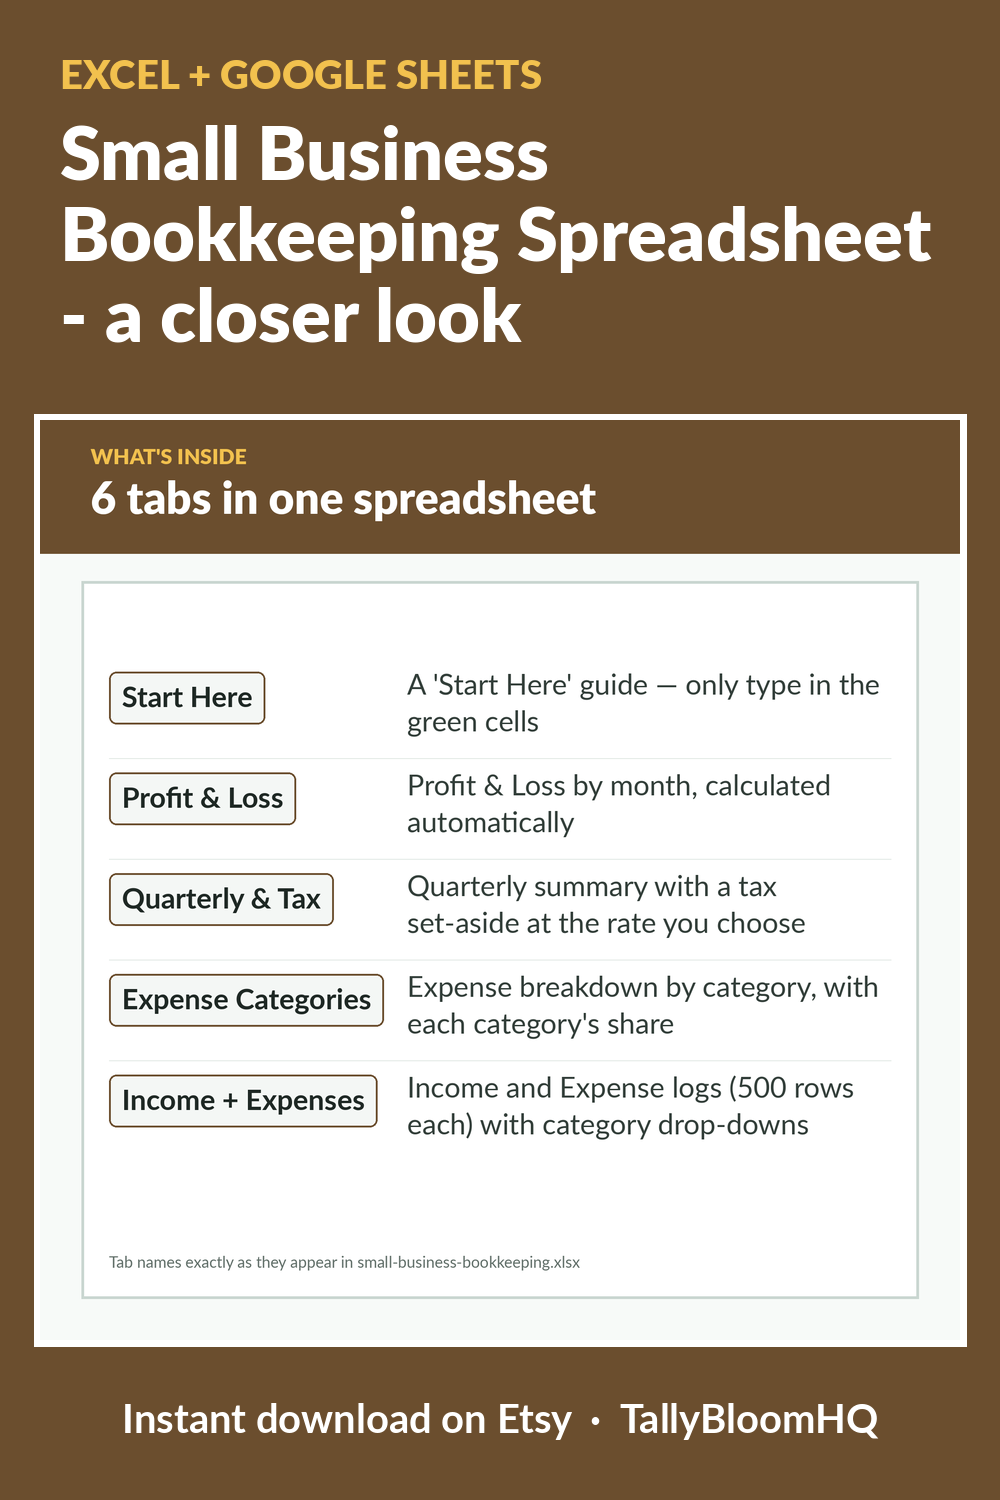 EXCEL + GOOGLE SHEETS
Small Business
Bookkeeping Spreadsheet
- a closer look
WHAT'S INSIDE
6 tabs in one spreadsheet
Start Here
A 'Start Here' guide — only type in the
green cells
Profit & Loss
Profit & Loss by month, calculated
automatically
Quarterly & Tax
Quarterly summary with a tax
set-aside at the rate you choose
Expense Categories
Expense breakdown by category, with
each category's share
Income + Expenses
Income and Expense logs (500 rows
each) with category drop-downs
Tab names exactly as they appear in small-business-bookkeeping.xlsx
Instant download on Etsy · TallyBloomHQ